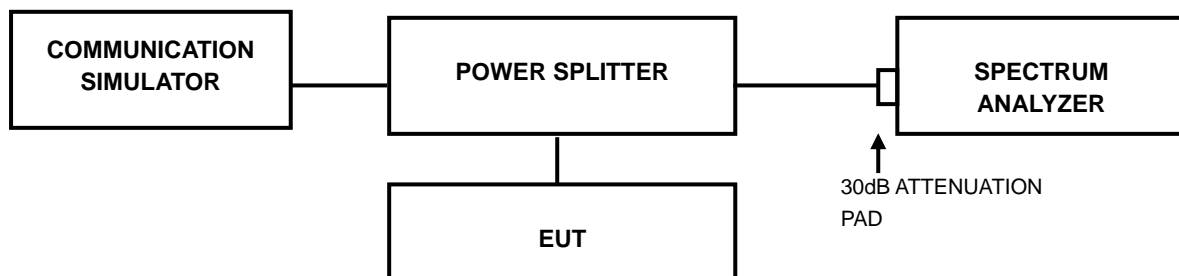 COMMUNICATION
SIMULATOR
POWER SPLITTER
SPECTRUM
ANALYZER
30dB ATTENUATION
PAD
EUT